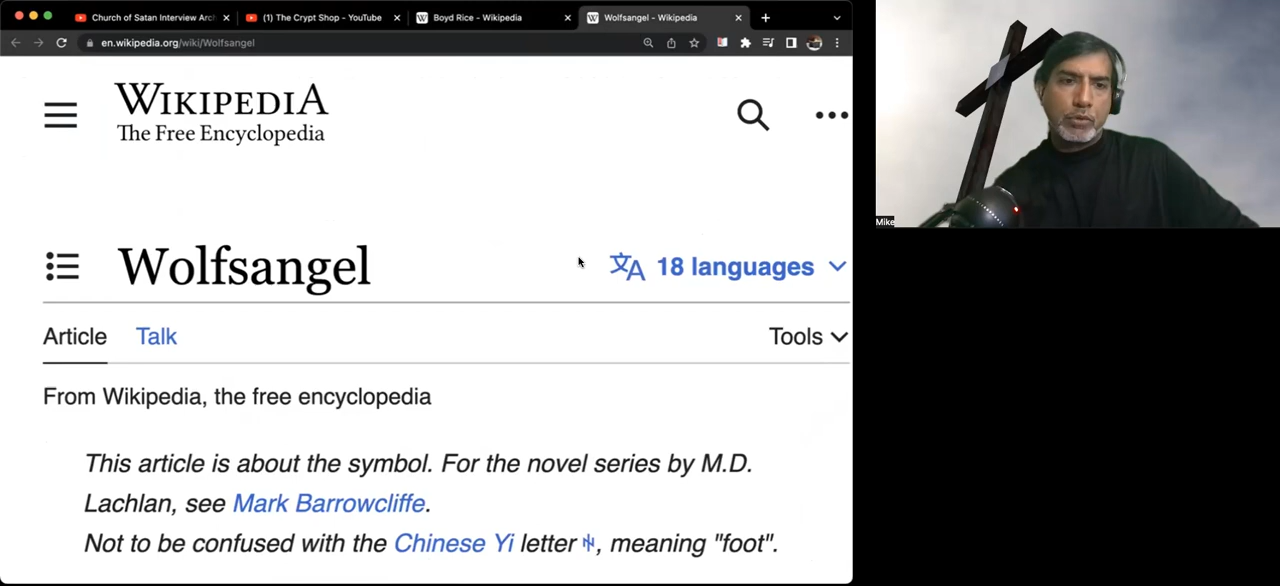 Church of Satan Interview Arc
(1) The Crypt Shop - YouTube
Boyd Rice - Wikipedia
Wolfsangel - Wikipedia
en.wikipedia.org/wiki/Wolfsangel
WIKIPEDIA
The Free Encyclopedia
Wolfsangel
18 languages
Article Talk Tools
From Wikipedia, the free encyclopedia
This article is about the symbol. For the novel series by M.D.
Lachlan, see Mark Barrowcliffe.
Not to be confused with the Chinese Yi letter, meaning "foot".
Mike